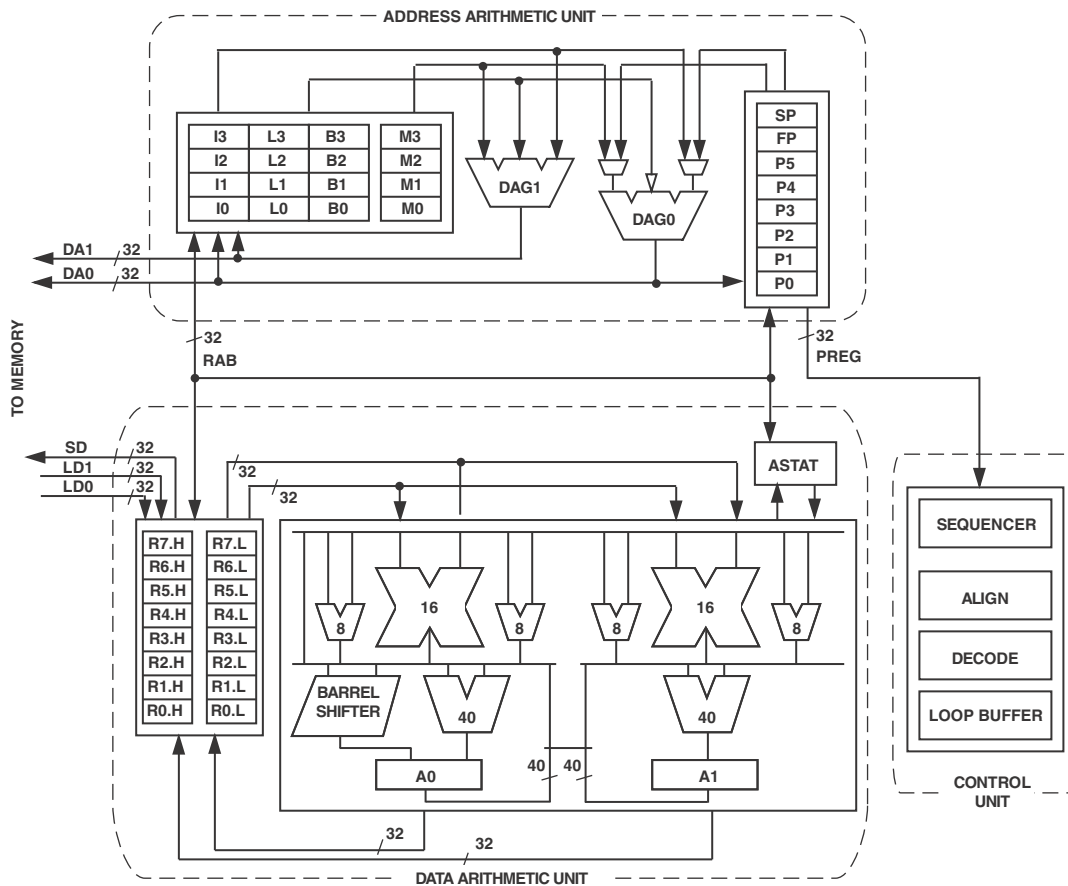 ADDRESS ARITHMETIC UNIT
SP
FP
P5
P4
P3
P2
P1
P0
I3 L3 B3 M3
I2 L2 B2 M2
I1 L1 B1 M1
I0 L0 B0 M0
DAG1
DAG0
DA1 32
DA0 32
32
RAB
32
PREG
TO MEMORY
SD 32
LD1 32
LD0 32
32
32
ASTAT
R7.H R7.L
R6.H R6.L
R5.H R5.L
R4.H R4.L
R3.H R3.L
R2.H R2.L
R1.H R1.L
R0.H R0.L
8 16 8 8 16 8
BARREL
SHIFTER
40
40
A0
40 40
A1
32
32
DATA ARITHMETIC UNIT
SEQUENCER
ALIGN
DECODE
LOOP BUFFER
CONTROL
UNIT